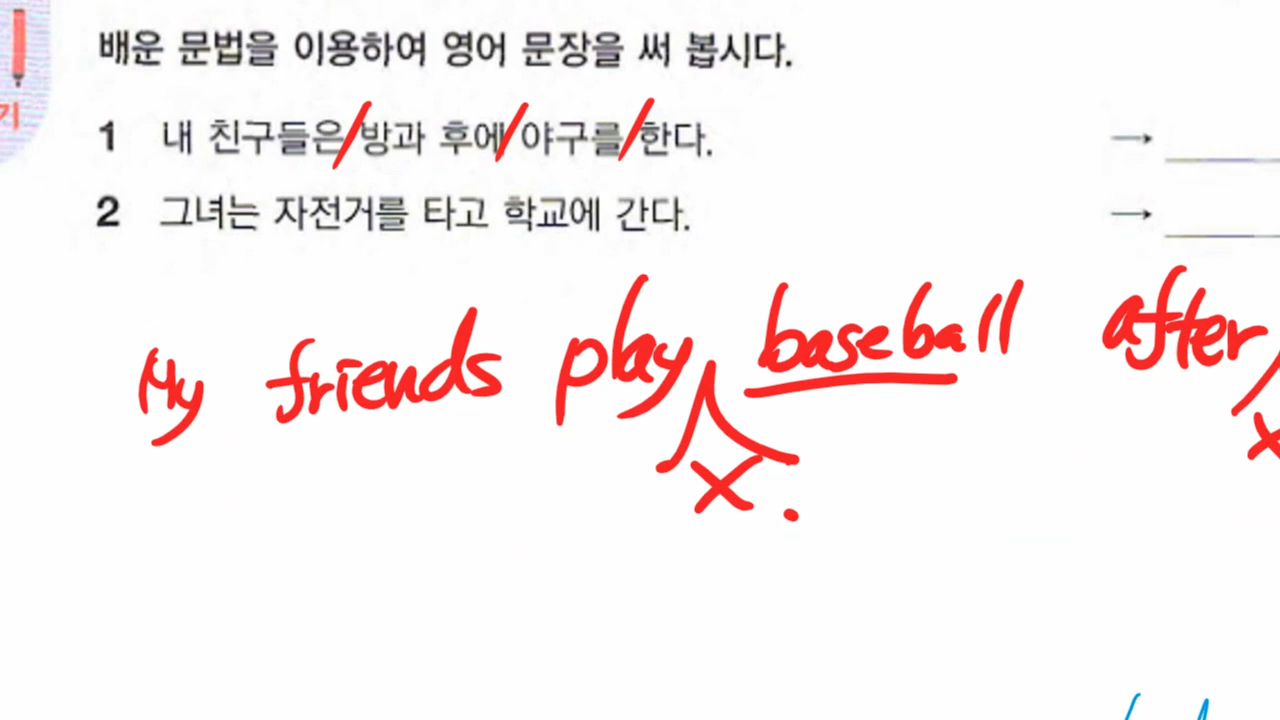 기
배운 문법을 이용하여 영어 문장을 써 봅시다.
1 내 친구들은/방과 후에/야구를/한다. →
2 그녀는 자전거를 타고 학교에 간다. →
My friends play baseball after
x . x